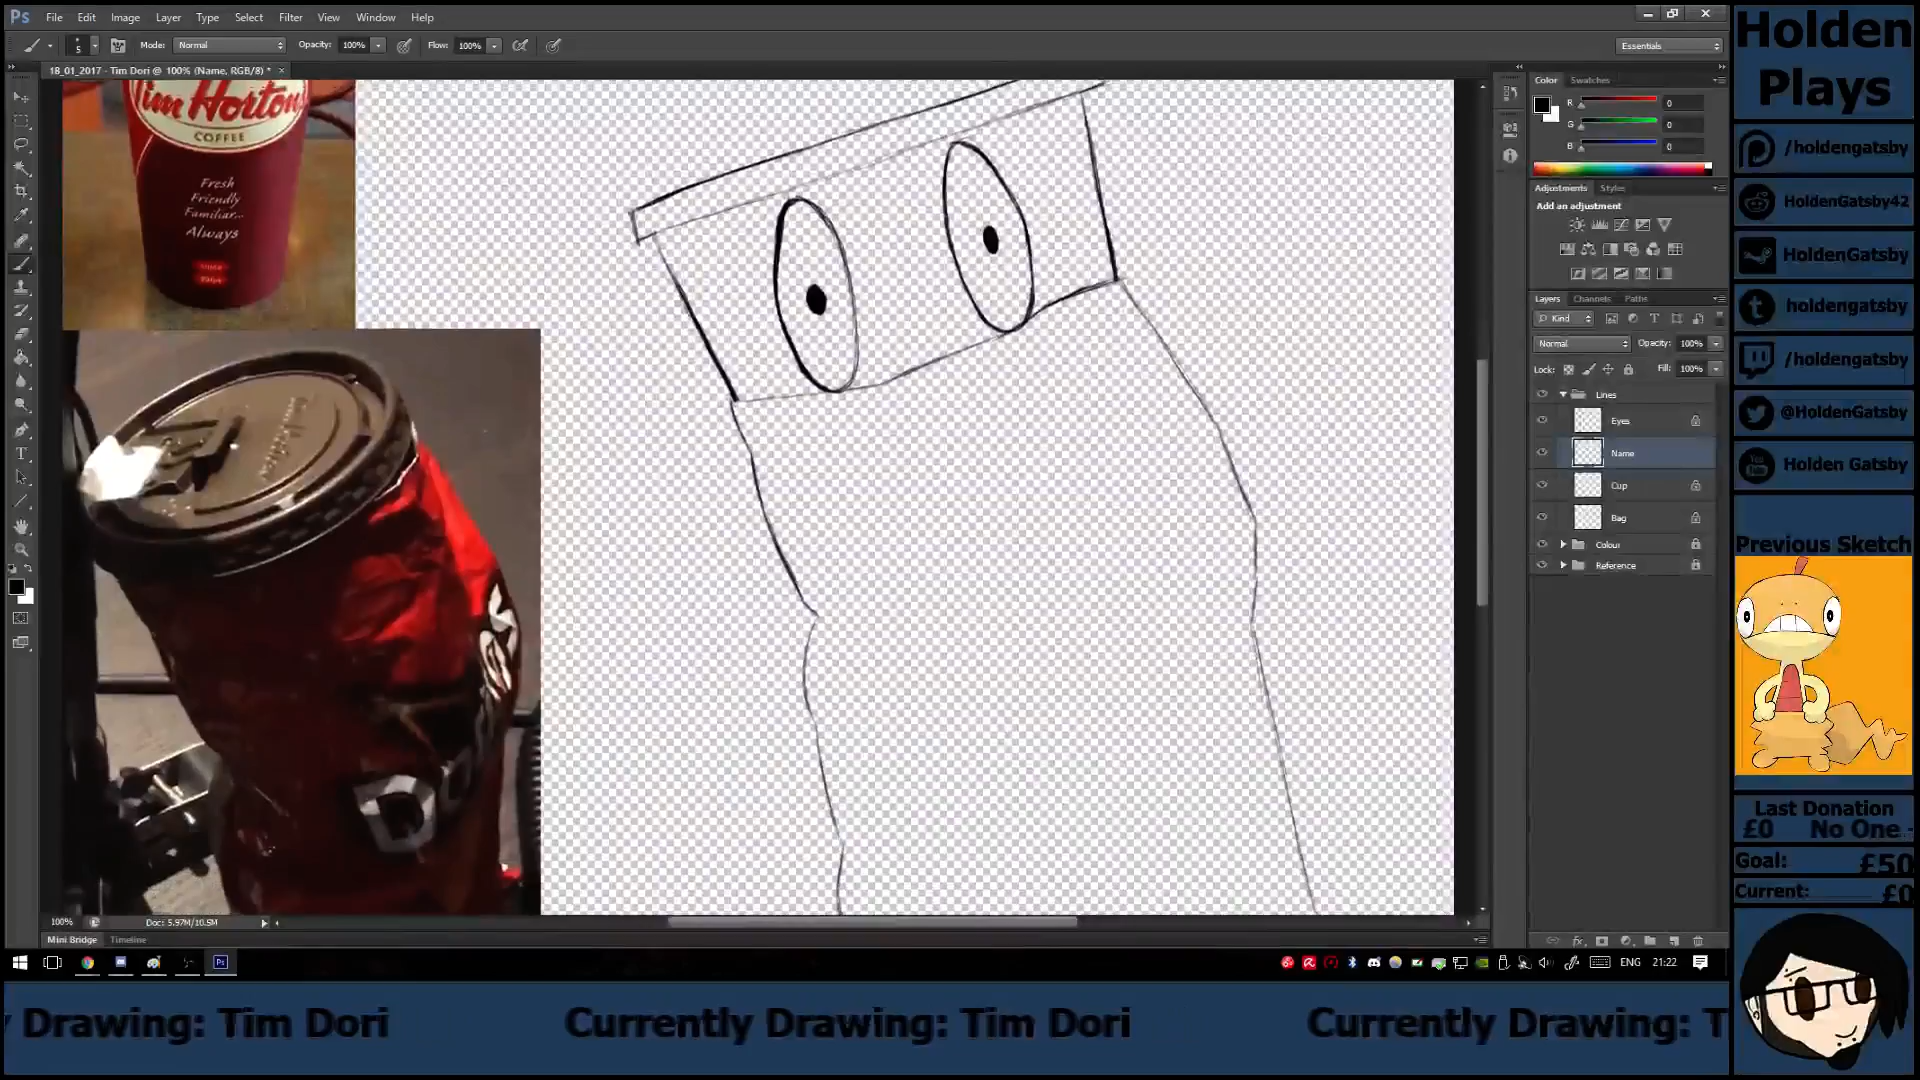 Ps File Edit Image Layer Type Select Filter View Window Help
5 Mode: Normal Opacity: 100% Flow: 100% Essentials
18_01_2017 - Tim Dori @ 100% (Name, RGB/8) * ×
Tim Hortons
COFFEE
Fresh
Friendly
Familiar...
Always
D
Color Swatches
R 0
G 0
B 0
Adjustments Styles
Add an adjustment
Layers Channels Paths
Kind
Normal Opacity: 100%
Lock: Fill: 100%
Lines
Eyes
Name
Cup
Bag
Colour
Reference
100% Doc: 5.97M/10.5M
Mini Bridge Timeline
Ps ENG 21:22
Holden
Plays
/holdengatsby
HoldenGatsby42
HoldenGatsby
holdengatsby
/holdengatsby
@HoldenGatsby
Holden Gatsby
Previous Sketch
Last Donation
£0 No One -
Goal: £50
Current: £0
y Drawing: Tim Dori Currently Drawing: Tim Dori Currently Drawing: T